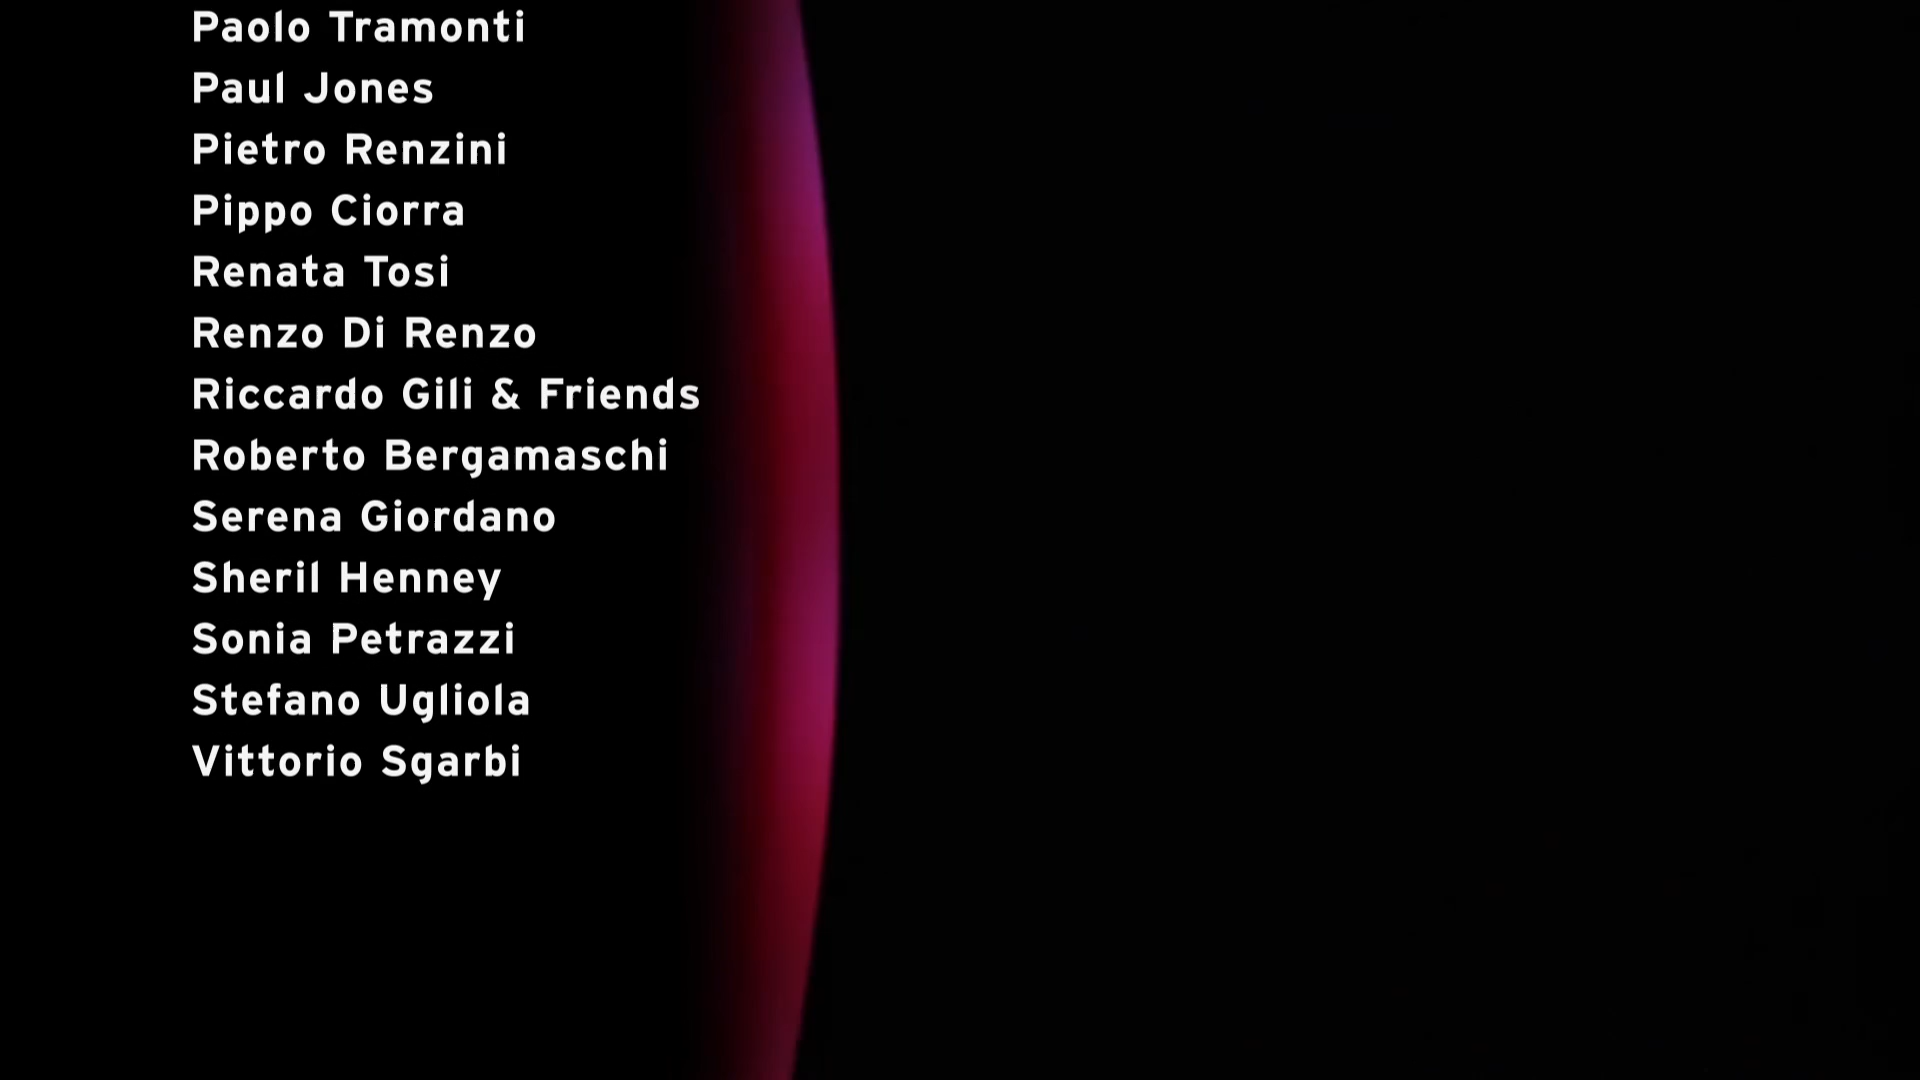 Paolo Tramonti
Paul Jones
Pietro Renzini
Pippo Ciorra
Renata Tosi
Renzo Di Renzo
Riccardo Gili & Friends
Roberto Bergamaschi
Serena Giordano
Sheril Henney
Sonia Petrazzi
Stefano Ugliola
Vittorio Sgarbi